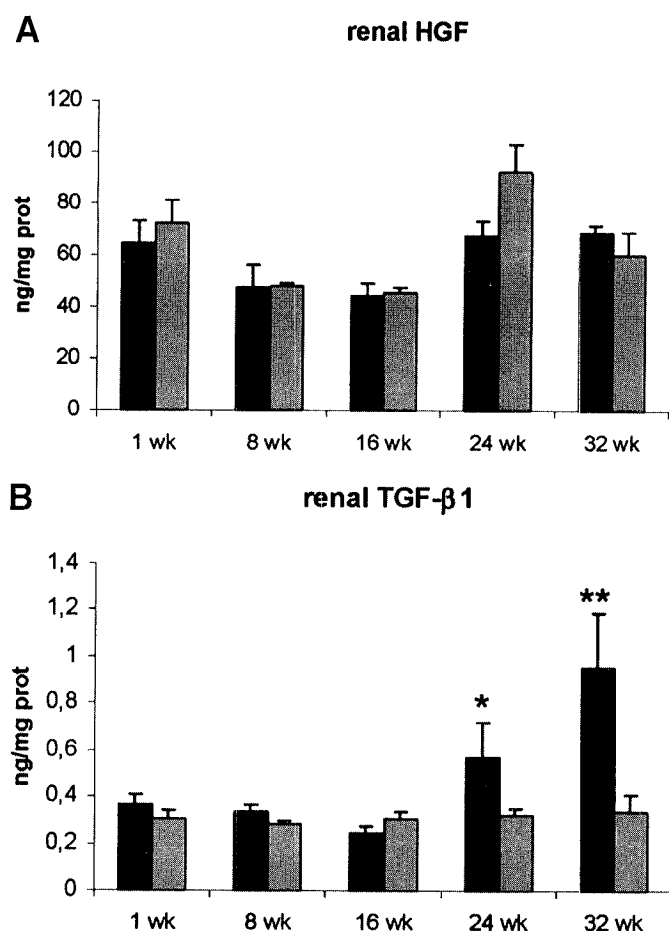 A
renal HGF
120
100
80
60
40
20
0
ng/mg prot
1 wk 8 wk 16 wk 24 wk 32 wk
B
renal TGF-β1
1,4
1,2
1
0,8
0,6
0,4
0,2
0
ng/mg prot
*
**
1 wk 8 wk 16 wk 24 wk 32 wk